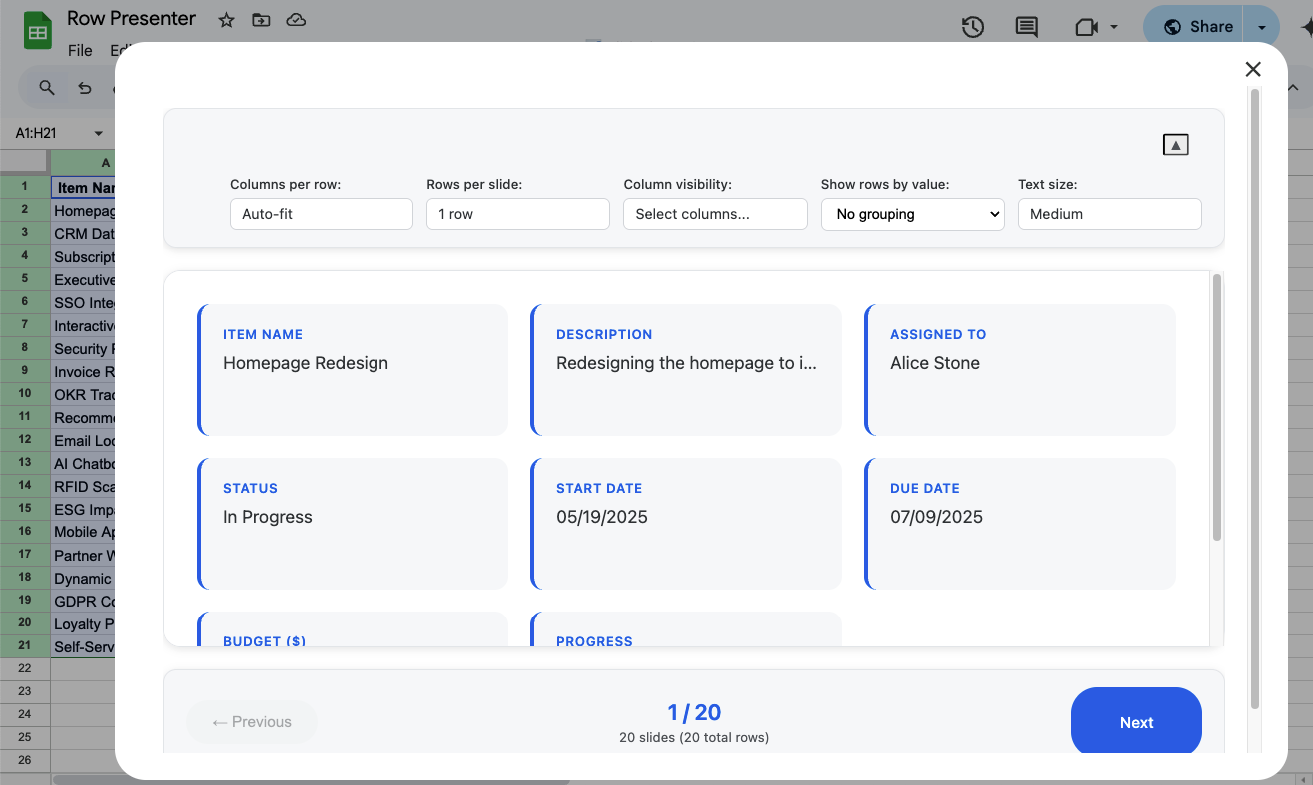 Row Presenter
File
Share
A1:H21
A
1 Item Nar
2 Homepag
3 CRM Dat
4 Subscript
5 Executive
6 SSO Inte
7 Interactiv
8 Security
9 Invoice R
10 OKR Trac
11 Recomme
12 Email Loc
13 AI Chatbo
14 RFID Sca
15 ESG Imp
16 Mobile Ap
17 Partner W
18 Dynamic
19 GDPR Co
20 Loyalty P
21 Self-Serv
22
23
24
25
26
Columns per row: Rows per slide: Column visibility: Show rows by value: Text size:
Auto-fit 1 row Select columns... No grouping Medium
ITEM NAME
Homepage Redesign
DESCRIPTION
Redesigning the homepage to i...
ASSIGNED TO
Alice Stone
STATUS
In Progress
START DATE
05/19/2025
DUE DATE
07/09/2025
BUDGET ($)
PROGRESS
← Previous
1 / 20
20 slides (20 total rows)
Next